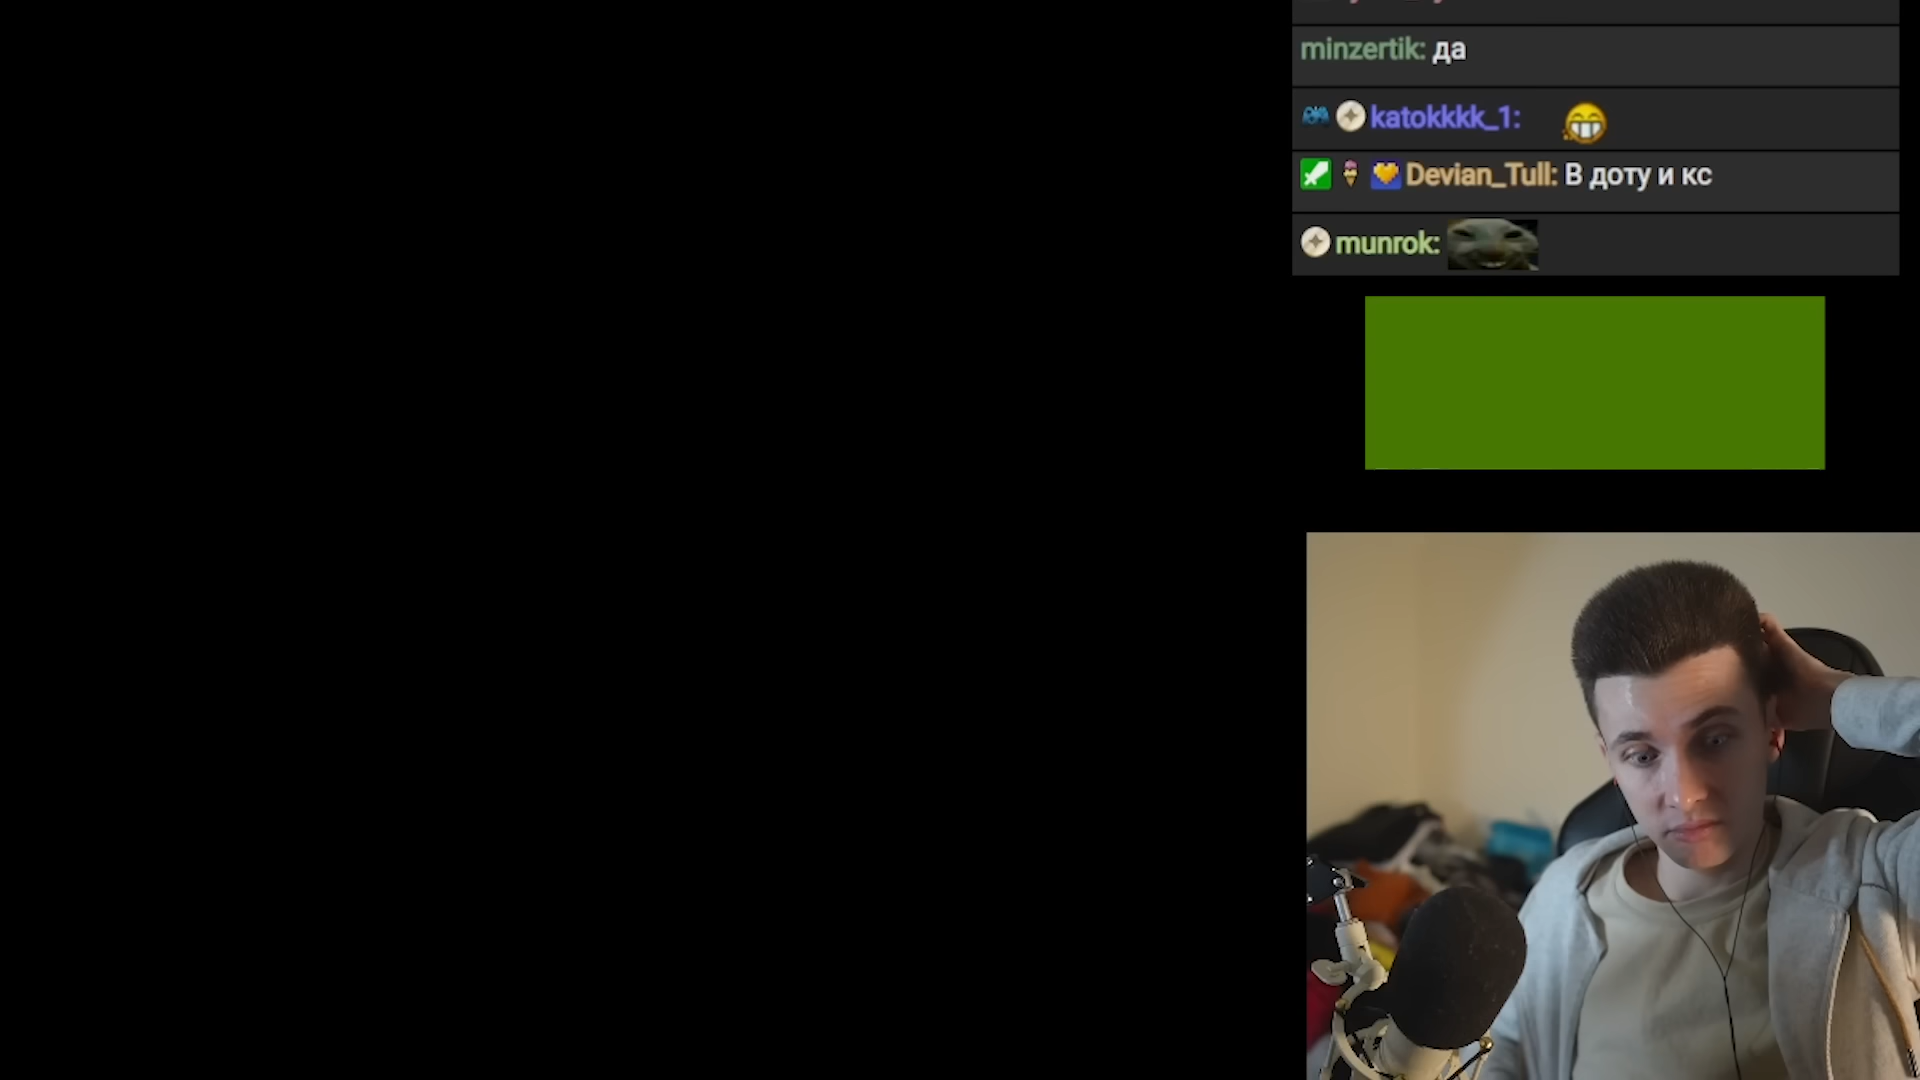 minzertik: да
katokkkk_1:
Devian_Tull: В доту и кс
munrok: